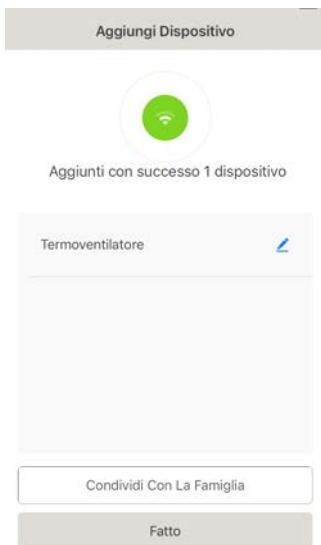 Aggiungi Dispositivo
Aggiunti con successo 1 dispositivo
Termoventilatore
Condividi Con La Famiglia
Fatto